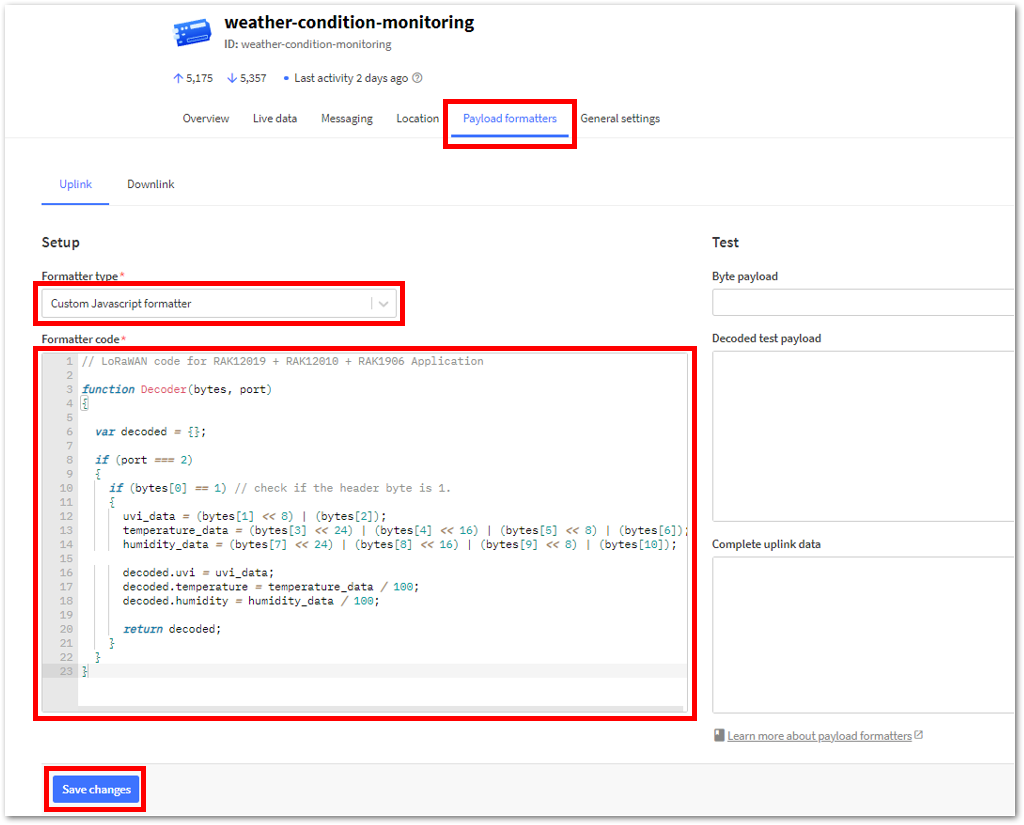 weather-condition-monitoring
ID: weather-condition-monitoring
5,175 5,357 • Last activity 2 days ago
Overview Live data Messaging Location Payload formatters General settings
Uplink Downlink
Setup
Formatter type*
Custom Javascript formatter
Formatter code*
1 // LoRaWAN code for RAK12019 + RAK12010 + RAK1906 Application
2
3 function Decoder(bytes, port)
4 {
5
6 var decoded = {};
7
8 if (port === 2)
9 {
10 if (bytes[0] == 1) // check if the header byte is 1.
11 {
12 uvi_data = (bytes[1] << 8) | (bytes[2]);
13 temperature_data = (bytes[3] << 24) | (bytes[4] << 16) | (bytes[5] << 8) | (bytes[6]);
14 humidity_data = (bytes[7] << 24) | (bytes[8] << 16) | (bytes[9] << 8) | (bytes[10]);
15
16 decoded.uvi = uvi_data;
17 decoded.temperature = temperature_data / 100;
18 decoded.humidity = humidity_data / 100;
19
20 return decoded;
21 }
22 }
23 }
Test
Byte payload
Decoded test payload
Complete uplink data
Learn more about payload formatters
Save changes